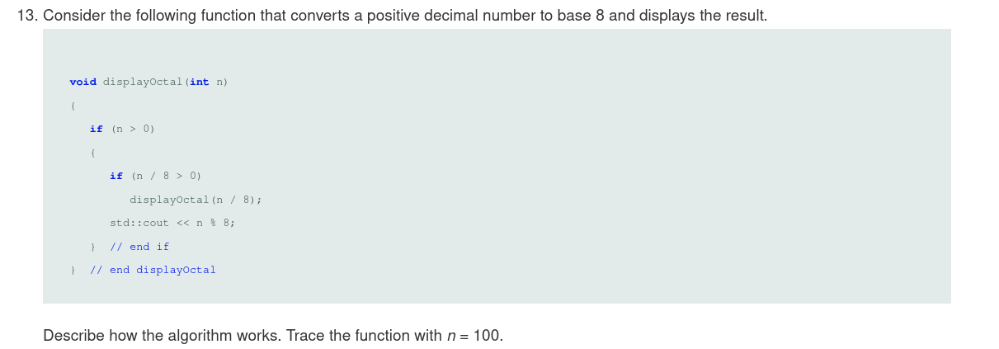 13. Consider the following function that converts a positive decimal number to base 8 and displays the result.
void displayOctal(int n)
{
if (n > 0)
{
if (n / 8 > 0)
displayOctal(n / 8);
std::cout << n % 8;
} // end if
} // end displayOctal
Describe how the algorithm works. Trace the function with n = 100.